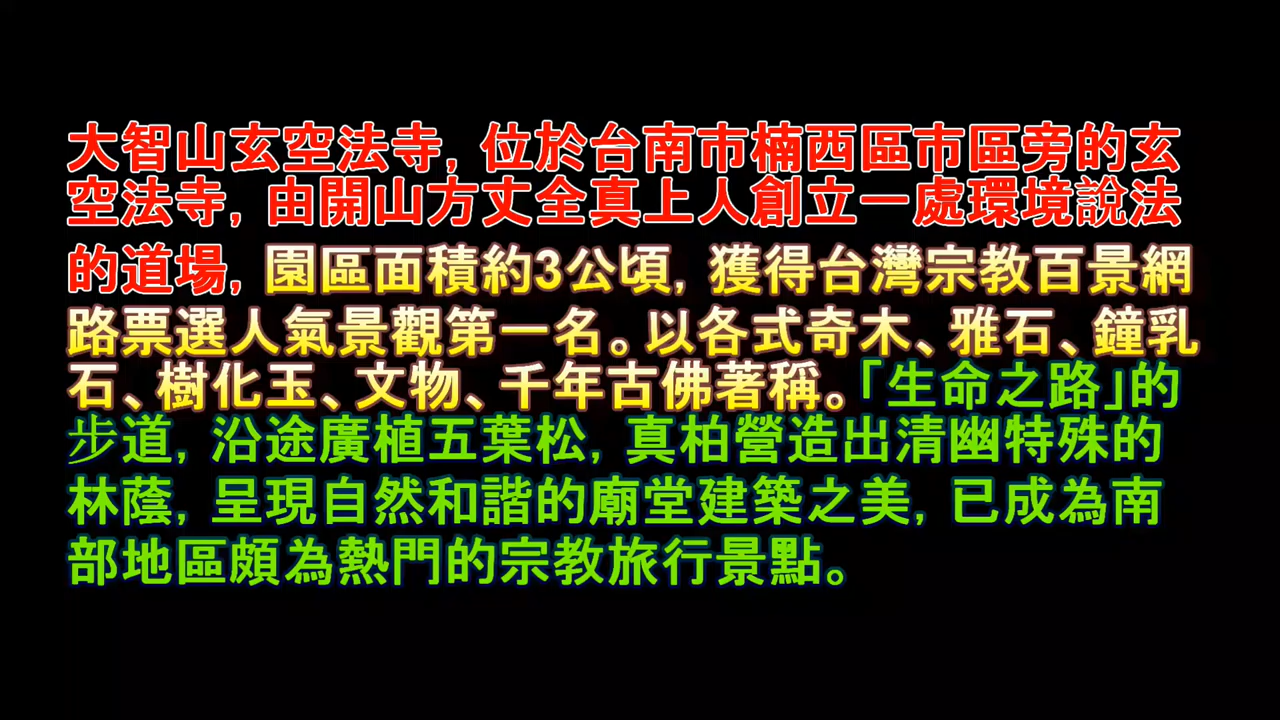 大智山玄空法寺, 位於台南市楠西區市區旁的玄
空法寺, 由開山方丈全真上人創立一處環境說法
的道場, 園區面積約3公頃, 獲得台灣宗教百景網
路票選人氣景觀第一名。以各式奇木、雅石、鐘乳
石、樹化玉、文物、千年古佛著稱。「生命之路」的
步道, 沿途廣植五葉松, 真柏營造出清幽特殊的
林蔭, 呈現自然和諧的廟堂建築之美, 已成為南
部地區頗為熱門的宗教旅行景點。